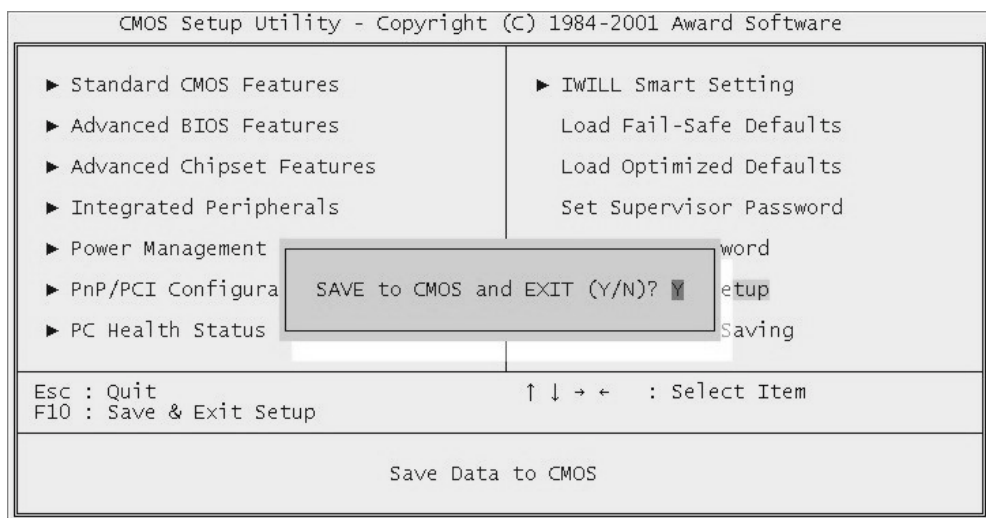 CMOS Setup Utility - Copyright (C) 1984-2001 Award Software
► Standard CMOS Features
► Advanced BIOS Features
► Advanced Chipset Features
► Integrated Peripherals
► Power Management
► PnP/PCI Configura
► PC Health Status
► IWILL Smart Setting
Load Fail-Safe Defaults
Load Optimized Defaults
Set Supervisor Password
word
etup
Saving
SAVE to CMOS and EXIT (Y/N)? Y
Esc : Quit
F10 : Save & Exit Setup
↑ ↓ → ← : Select Item
Save Data to CMOS